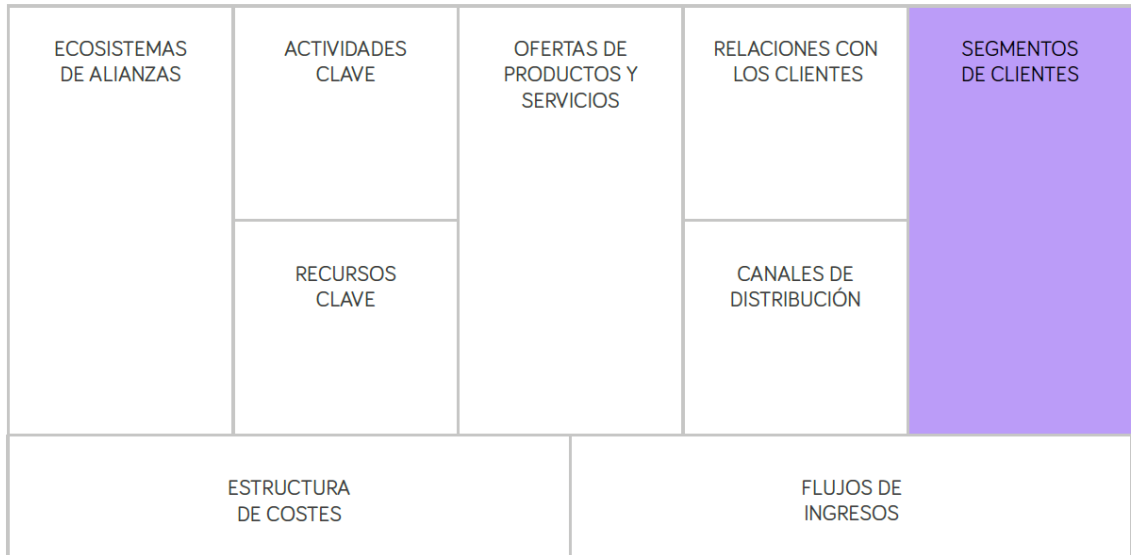 ECOSISTEMAS
DE ALIANZAS
ACTIVIDADES
CLAVE
RECURSOS
CLAVE
OFERTAS DE
PRODUCTOS Y
SERVICIOS
RELACIONES CON
LOS CLIENTES
CANALES DE
DISTRIBUCIÓN
SEGMENTOS
DE CLIENTES
ESTRUCTURA
DE COSTES
FLUJOS DE
INGRESOS